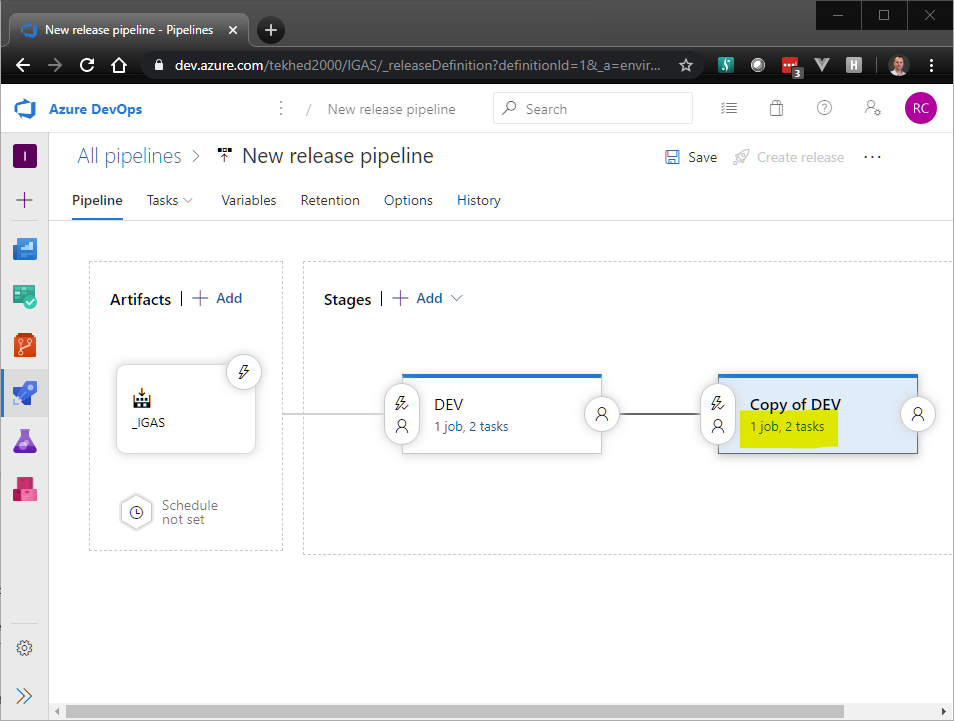 New release pipeline - Pipelines
dev.azure.com/tekhed2000/IGAS/_releaseDefinition?definitionId=1&_a=envir...
3
H
Azure DevOps
/
New release pipeline
Search
RC
I
All pipelines
New release pipeline
Save
Create release
Pipeline
Tasks
Variables
Retention
Options
History
Artifacts
Add
Stages
Add
_IGAS
DEV
1 job, 2 tasks
Copy of DEV
1 job, 2 tasks
Schedule
not set